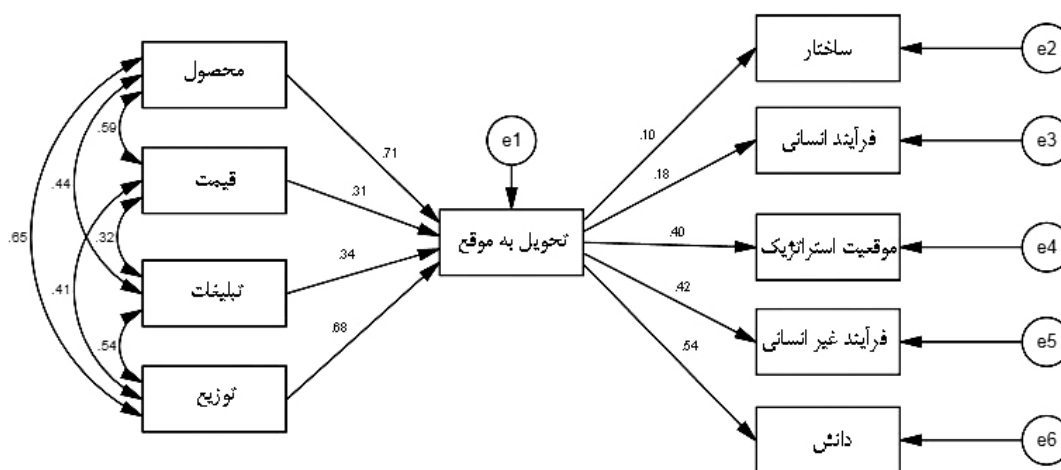 محصول
قیمت
تبلیغات
توزیع
.59
.44
.32
.65
.41
.54
.71
.31
.34
.68
e1
تحویل به موقع
.10
.18
.40
.42
.54
ساختار
e2
فرآیند انسانی
e3
موقعیت استراتژیک
e4
فرآیند غیر انسانی
e5
دانش
e6